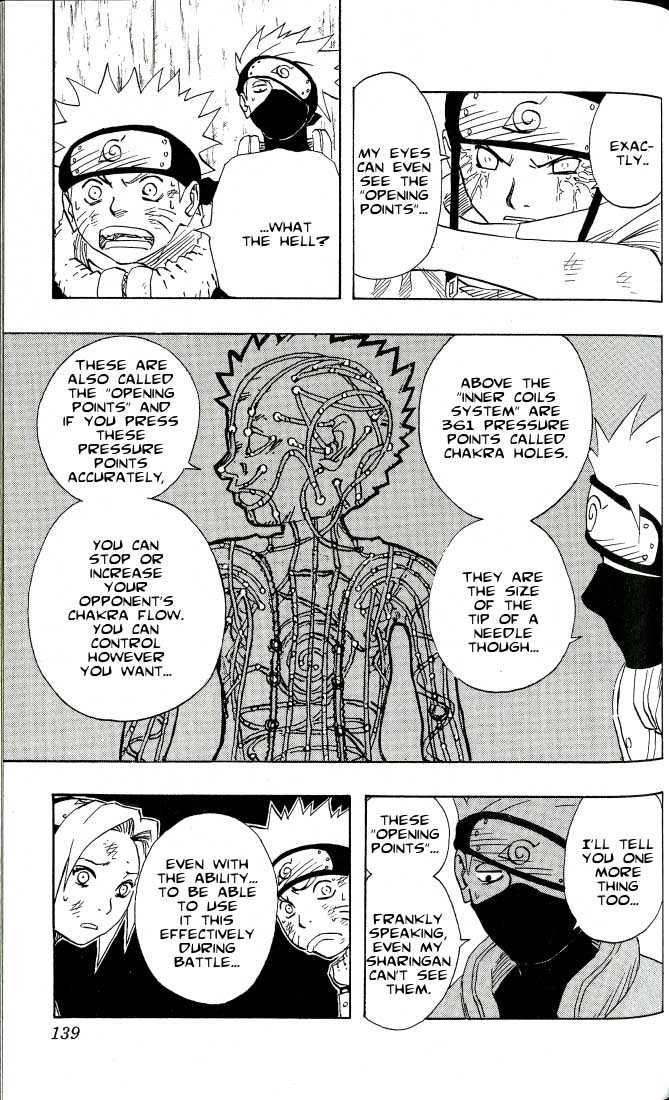 EXAC-
TLY..
MY EYES
CAN EVEN
SEE THE
"OPENING
POINTS"...
...WHAT
THE HELL?
ABOVE THE
"INNER COILS
SYSTEM" ARE
361 PRESSURE
POINTS CALLED
CHAKRA HOLES.
THEY ARE
THE SIZE
OF THE
TIP OF A
NEEDLE
THOUGH...
THESE ARE
ALSO CALLED
THE "OPENING
POINTS" AND
IF YOU PRESS
THESE
PRESSURE
POINTS
ACCURATELY,
YOU CAN
STOP OR
INCREASE
YOUR
OPPONENT'S
CHAKRA FLOW.
YOU CAN
CONTROL
HOWEVER
YOU WANT...
I'LL TELL
YOU ONE
MORE
THING
TOO...
THESE
"OPENING
POINTS"...
FRANKLY
SPEAKING,
EVEN MY
SHARINGAN
CAN'T SEE
THEM.
EVEN WITH
THE ABILITY...
TO BE ABLE
TO USE
IT THIS
EFFECTIVELY
DURING
BATTLE...
139